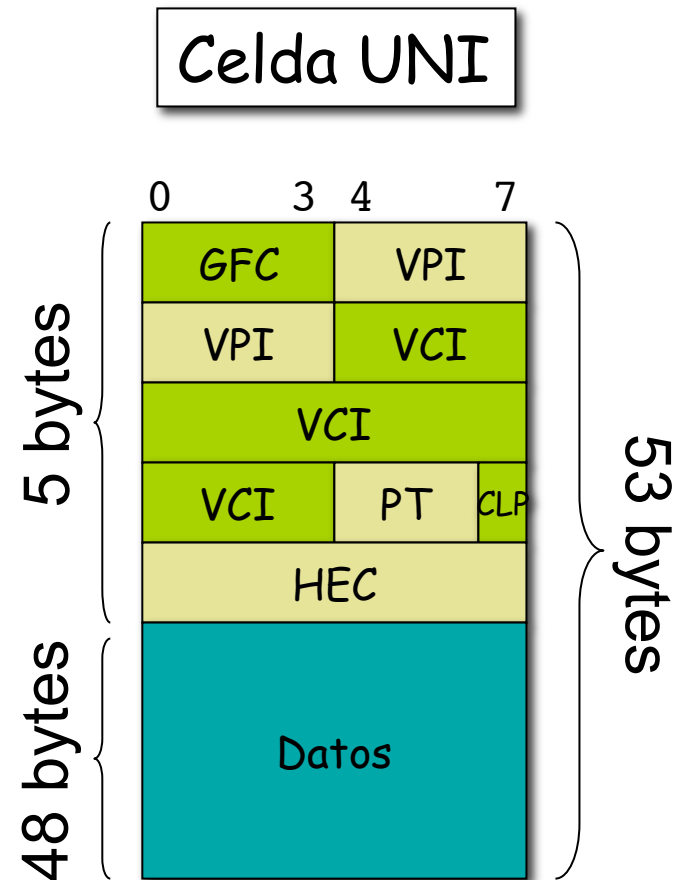 Celda UNI
0 3 4 7
GFC VPI
VPI VCI
VCI
VCI PT CLP
HEC
Datos
5 bytes
48 bytes
53 bytes